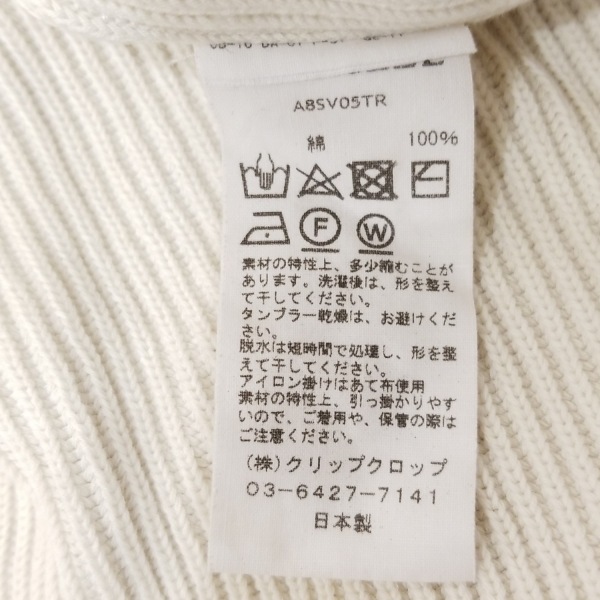 A8SV05TR
綿 100%
F W
素材の特性上、多少縮むことが
あります。洗濯後は、形を整え
て干してください。
タンブラー乾燥は、お避けくだ
さい。
脱水は短時間で処理し、形を整
えて干してください。
アイロン掛けはあて布使用
素材の特性上、引っ掛かりやす
いので、ご着用や、保管の際は
ご注意ください。
(株)クリップクロップ
03-6427-7141
日本製